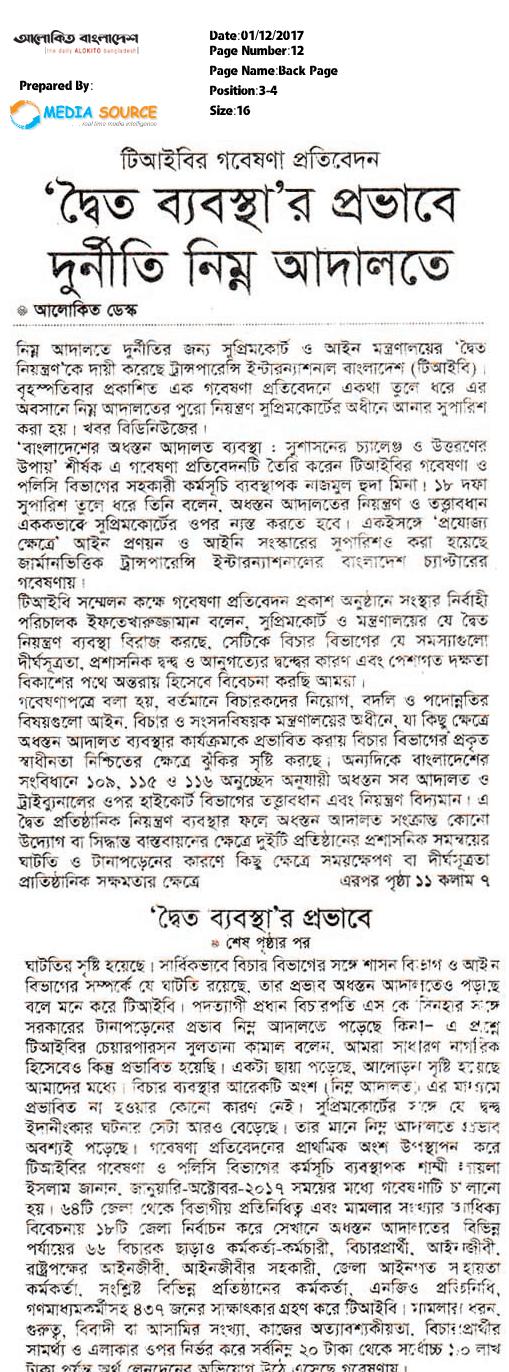 আলোকিত বাংলাদেশ
the daily ALOKITO bangladesh
Date:01/12/2017
Page Number:12
Page Name:Back Page
Position:3-4
Size:16
Prepared By:
MEDIA SOURCE
real time media intelligence
টিআইবির গবেষণা প্রতিবেদন
‘দ্বৈত ব্যবস্থা’র প্রভাবে
দুর্নীতি নিম্ন আদালতে
আলোকিত ডেস্ক
নিম্ন আদালতে দুর্নীতির জন্য সুপ্রিমকোর্ট ও আইন মন্ত্রণালয়ের ‘দ্বৈত
নিয়ন্ত্রণ’কে দায়ী করেছে ট্রান্সপারেন্সি ইন্টারন্যাশনাল বাংলাদেশ (টিআইবি)।
বৃহস্পতিবার প্রকাশিত এক গবেষণা প্রতিবেদনে একথা তুলে ধরে এর
অবসানে নিম্ন আদালতের পুরো নিয়ন্ত্রণ সুপ্রিমকোর্টের অধীনে আনার সুপারিশ
করা হয়। খবর বিডিনিউজের।
‘বাংলাদেশের অধস্তন আদালত ব্যবস্থা : সুশাসনের চ্যালেঞ্জ ও উত্তরণের
উপায়’ শীর্ষক এ গবেষণা প্রতিবেদনটি তৈরি করেন টিআইবির গবেষণা ও
পলিসি বিভাগের সহকারী কর্মসূচি ব্যবস্থাপক নাজমুল হুদা মিনা। ১৮ দফা
সুপারিশ তুলে ধরে তিনি বলেন, অধস্তন আদালতের নিয়ন্ত্রণ ও তত্ত্বাবধান
এককভাবে সুপ্রিমকোর্টের ওপর ন্যস্ত করতে হবে। একইসঙ্গে ‘প্রযোজ্য
ক্ষেত্রে’ আইন প্রণয়ন ও আইনি সংস্কারের সুপারিশও করা হয়েছে
জার্মানভিত্তিক ট্রান্সপারেন্সি ইন্টারন্যাশনালের বাংলাদেশ চ্যাপ্টারের
গবেষণায়।
টিআইবি সম্মেলন কক্ষে গবেষণা প্রতিবেদন প্রকাশ অনুষ্ঠানে সংস্থার নির্বাহী
পরিচালক ইফতেখারুজ্জামান বলেন, সুপ্রিমকোর্ট ও মন্ত্রণালয়ের যে দ্বৈত
নিয়ন্ত্রণ ব্যবস্থা বিরাজ করছে, সেটিকে বিচার বিভাগের যে সমস্যাগুলো
দীর্ঘসূত্রতা, প্রশাসনিক দ্বন্দ্ব ও আনুগত্যের দ্বন্দ্বের কারণ এবং পেশাগত দক্ষতা
বিকাশের পথে অন্তরায় হিসেবে বিবেচনা করছি আমরা।
গবেষণাপত্রে বলা হয়, বর্তমানে বিচারকদের নিয়োগ, বদলি ও পদোন্নতির
বিষয়গুলো আইন, বিচার ও সংসদবিষয়ক মন্ত্রণালয়ের অধীনে, যা কিছু ক্ষেত্রে
অধস্তন আদালত ব্যবস্থার কার্যক্রমকে প্রভাবিত করায় বিচার বিভাগের প্রকৃত
স্বাধীনতা নিশ্চিতের ক্ষেত্রে ঝুঁকির সৃষ্টি করছে। অন্যদিকে বাংলাদেশের
সংবিধানে ১০৯, ১১৫ ও ১১৬ অনুচ্ছেদ অনুযায়ী অধস্তন সব আদালত ও
ট্রাইব্যুনালের ওপর হাইকোর্ট বিভাগের তত্ত্বাবধান এবং নিয়ন্ত্রণ বিদ্যমান। এ
দ্বৈত প্রতিষ্ঠানিক নিয়ন্ত্রণ ব্যবস্থার ফলে অধস্তন আদালত সংক্রান্ত কোনো
উদ্যোগ বা সিদ্ধান্ত বাস্তবায়নের ক্ষেত্রে দুইটি প্রতিষ্ঠানের প্রশাসনিক সমন্বয়ের
ঘাটতি ও টানাপড়েনের কারণে কিছু ক্ষেত্রে সময়ক্ষেপণ বা দীর্ঘসূত্রতা
প্রাতিষ্ঠানিক সক্ষমতার ক্ষেত্রে এরপর পৃষ্ঠা ১১ কলাম ৭
‘দ্বৈত ব্যবস্থা’র প্রভাবে
শেষ পৃষ্ঠার পর
ঘাটতির সৃষ্টি হয়েছে। সার্বিকভাবে বিচার বিভাগের সঙ্গে শাসন বিভাগ ও আইন
বিভাগের সম্পর্কে যে ঘাটতি রয়েছে, তার প্রভাব অধস্তন আদালতেও পড়ছে
বলে মনে করে টিআইবি। পদত্যাগী প্রধান বিচারপতি এস কে সিনহার সঙ্গে
সরকারের টানাপড়েনের প্রভাব নিম্ন আদালতে পড়েছে কিনা– এ প্রশ্নে
টিআইবির চেয়ারপারসন সুলতানা কামাল বলেন, আমরা সাধারণ নাগরিক
হিসেবেও কিন্তু প্রভাবিত হয়েছি। একটা ছায়া পড়েছে, আলোড়ন সৃষ্টি হয়েছে
আমাদের মধ্যে। বিচার ব্যবস্থার আরেকটি অংশ (নিম্ন আদালত) এর মাধ্যমে
প্রভাবিত না হওয়ার কোনো কারণ নেই। সুপ্রিমকোর্টের সঙ্গে যে দ্বন্দ্ব
ইদানীংকার ঘটনার সেটা আরও বেড়েছে। তার মানে নিম্ন আদালতে প্রভাব
অবশ্যই পড়েছে। গবেষণা প্রতিবেদনের প্রাথমিক অংশ উপস্থাপন করে
টিআইবির গবেষণা ও পলিসি বিভাগের কর্মসূচি ব্যবস্থাপক শাম্মী লায়লা
ইসলাম জানান, জানুয়ারি-অক্টোবর-২০১৭ সময়ের মধ্যে গবেষণাটি চালানো
হয়। ৬৪টি জেলা থেকে বিভাগীয় প্রতিনিধিত্ব এবং মামলার সংখ্যার আধিক্য
বিবেচনায় ১৮টি জেলা নির্বাচন করে সেখানে অধস্তন আদালতের বিভিন্ন
পর্যায়ের ৬৬ বিচারক ছাড়াও কর্মকর্তা-কর্মচারী, বিচারপ্রার্থী, আইনজীবী,
রাষ্ট্রপক্ষের আইনজীবী, আইনজীবীর সহকারী, জেলা আইনগত সহায়তা
কর্মকর্তা, সংশ্লিষ্ট বিভিন্ন প্রতিষ্ঠানের কর্মকর্তা, এনজিও প্রতিনিধি,
গণমাধ্যমকর্মীসহ ৪৩৭ জনের সাক্ষাৎকার গ্রহণ করে টিআইবি। মামলার ধরন,
গুরুত্ব, বিবাদী বা আসামির সংখ্যা, কাজের অত্যাবশ্যকীয়তা, বিচারপ্রার্থীর
সামর্থ্য ও এলাকার ওপর নির্ভর করে সর্বনিম্ন ২০ টাকা থেকে সর্বোচ্চ লাখ
টাকা পর্যন্ত অর্থ লেনদেনের অভিযোগ উঠে এসেছে গবেষণায়।